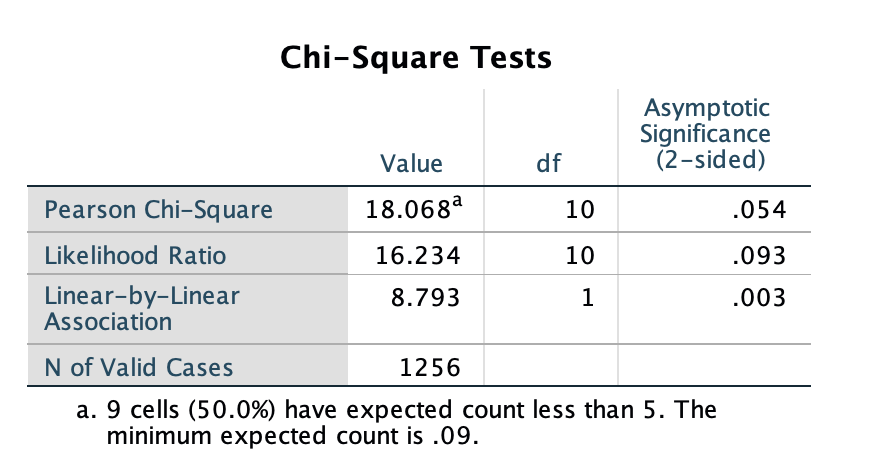 Chi-Square Tests
Value
df
Asymptotic
Significance
(2-sided)
Pearson Chi-Square 18.068a 10 .054
Likelihood Ratio 16.234 10 .093
Linear-by-Linear
Association 8.793 1 .003
N of Valid Cases 1256
a. 9 cells (50.0%) have expected count less than 5. The
minimum expected count is .09.